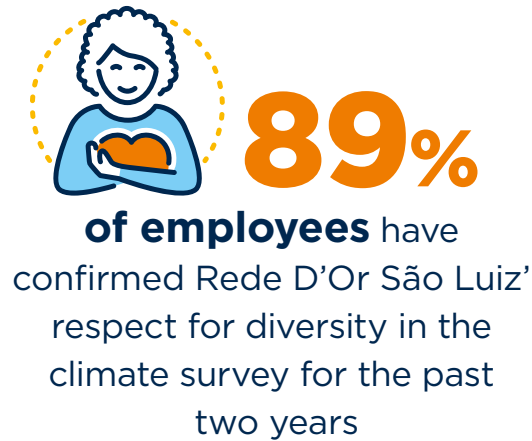 89%
of employees have
confirmed Rede D’Or São Luiz’
respect for diversity in the
climate survey for the past
two years